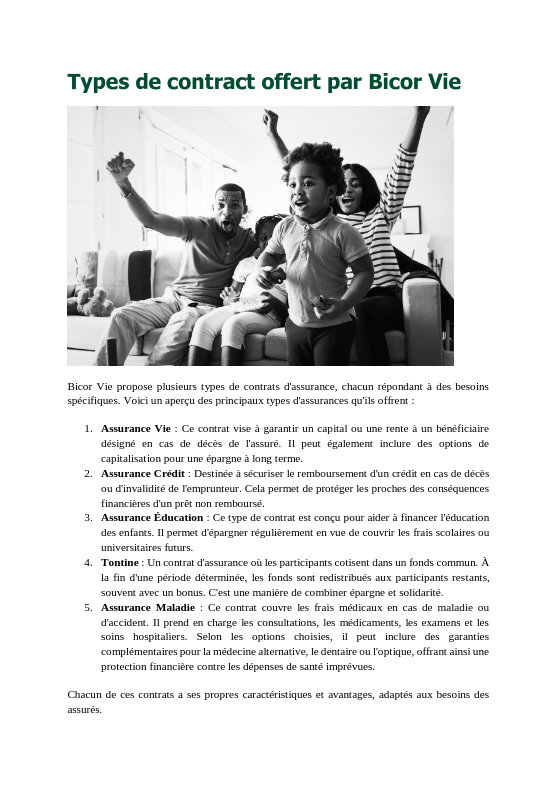 Types de contract offert par Bicor Vie
Bicor Vie propose plusieurs types de contrats d'assurance, chacun répondant à des besoins
spécifiques. Voici un aperçu des principaux types d'assurances qu'ils offrent :
1. Assurance Vie : Ce contrat vise à garantir un capital ou une rente à un bénéficiaire
désigné en cas de décès de l'assuré. Il peut également inclure des options de
capitalisation pour une épargne à long terme.
2. Assurance Crédit : Destinée à sécuriser le remboursement d'un crédit en cas de décès
ou d'invalidité de l'emprunteur. Cela permet de protéger les proches des conséquences
financières d'un prêt non remboursé.
3. Assurance Éducation : Ce type de contrat est conçu pour aider à financer l'éducation
des enfants. Il permet d'épargner régulièrement en vue de couvrir les frais scolaires ou
universitaires futurs.
4. Tontine : Un contrat d'assurance où les participants cotisent dans un fonds commun. À
la fin d'une période déterminée, les fonds sont redistribués aux participants restants,
souvent avec un bonus. C'est une manière de combiner épargne et solidarité.
5. Assurance Maladie : Ce contrat couvre les frais médicaux en cas de maladie ou
d'accident. Il prend en charge les consultations, les médicaments, les examens et les
soins hospitaliers. Selon les options choisies, il peut inclure des garanties
complémentaires pour la médecine alternative, le dentaire ou l'optique, offrant ainsi une
protection financière contre les dépenses de santé imprévues.
Chacun de ces contrats a ses propres caractéristiques et avantages, adaptés aux besoins des
assurés.